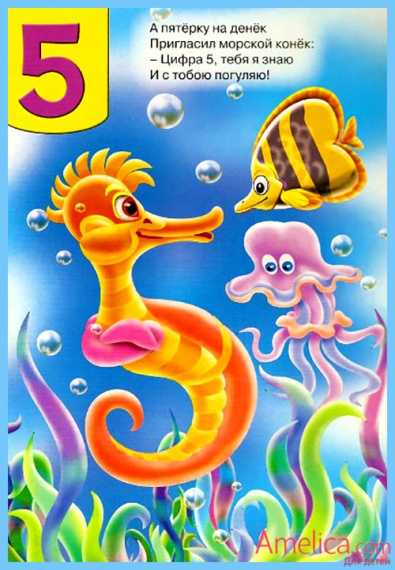 5
А пятёрку на денёк
Пригласил морской конёк:
– Цифра 5, тебя я знаю
И с тобою погуляю!
Amelica.com
Для детей